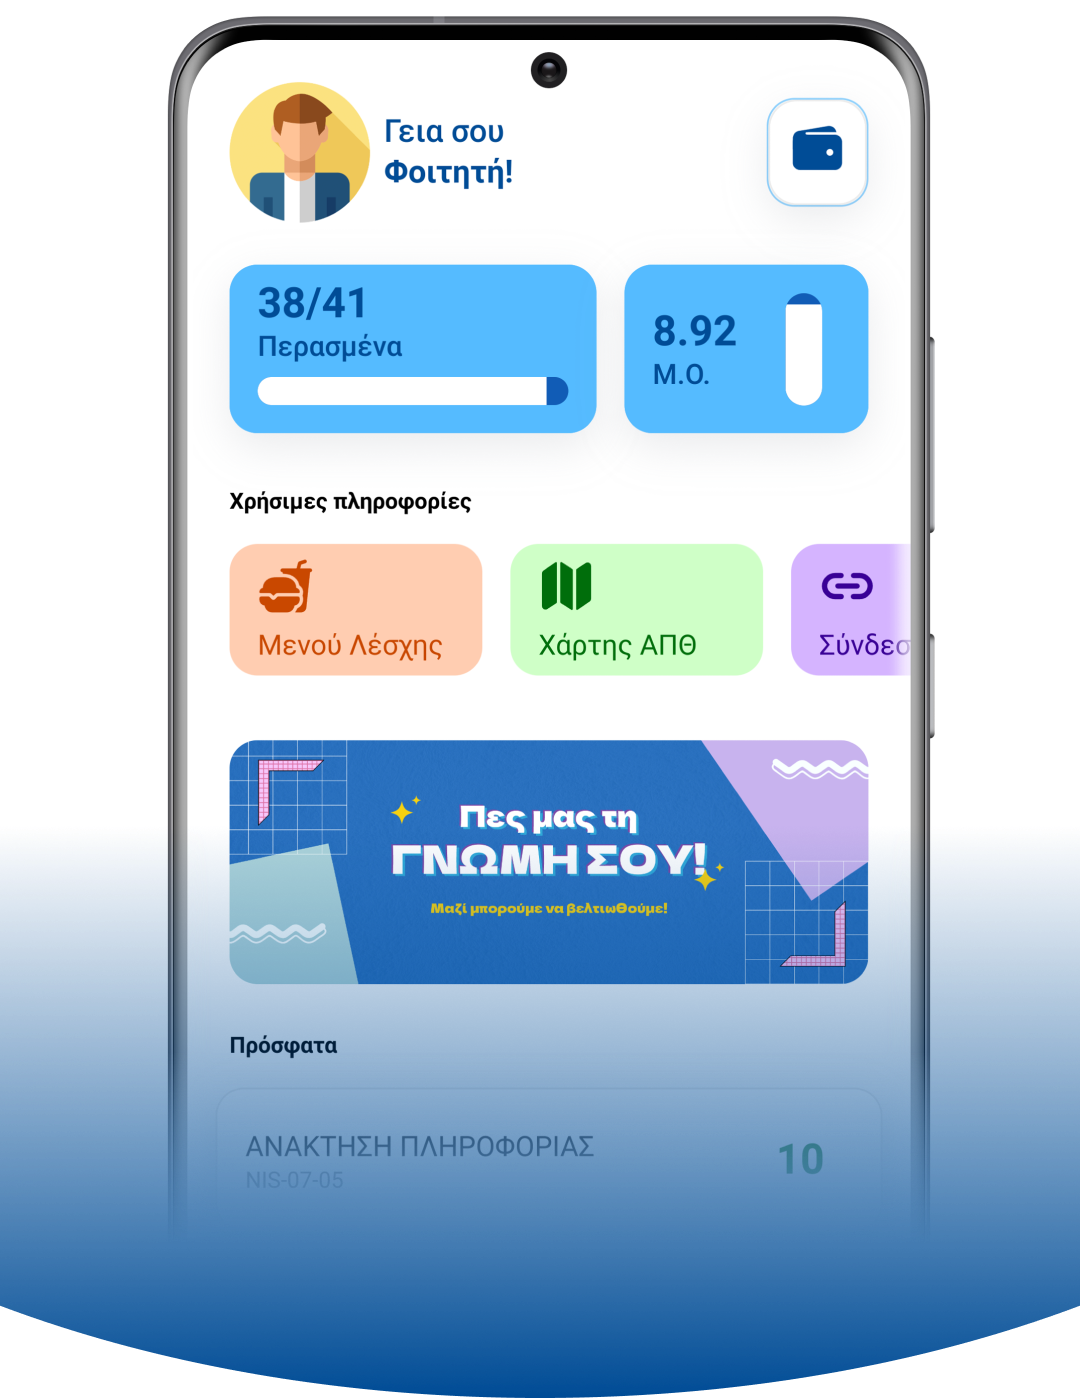 Γεια σου
Φοιτητή!
38/41
Περασμένα
8.92
Μ.Ο.
Χρήσιμες πληροφορίες
Μενού Λέσχης
Χάρτης ΑΠΘ
Σύνδεσ
Πες μας τη
ΓΝΩΜΗ ΣΟΥ!
Μαζί μπορούμε να βελτιωθούμε!
Πρόσφατα
ΑΝΑΚΤΗΣΗ ΠΛΗΡΟΦΟΡΙΑΣ
10
NIS-07-05